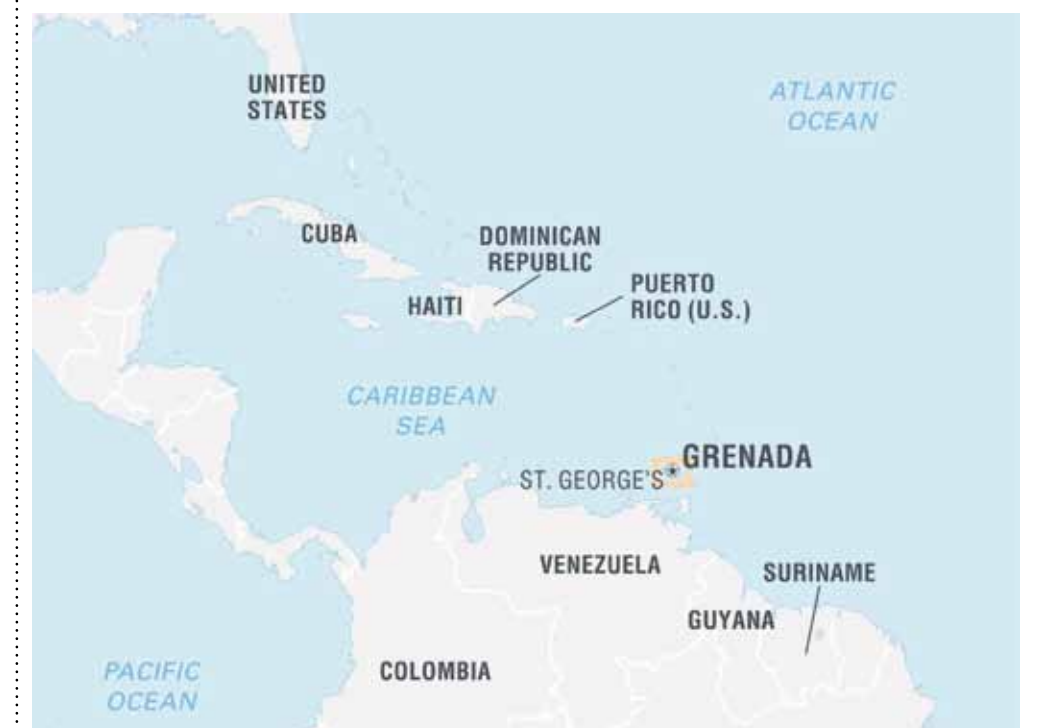 UNITED
STATES
ATLANTIC
OCEAN
CUBA
DOMINICAN
REPUBLIC
HAITI
PUERTO
RICO (U.S.)
CARIBBEAN
SEA
GRENADA
ST. GEORGE'S
VENEZUELA
SURINAME
GUYANA
COLOMBIA
PACIFIC
OCEAN